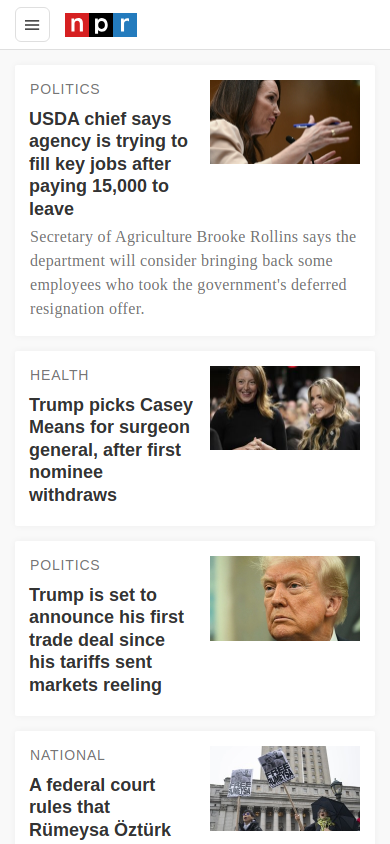 npr
POLITICS
USDA chief says
agency is trying to
fill key jobs after
paying 15,000 to
leave
Secretary of Agriculture Brooke Rollins says the
department will consider bringing back some
employees who took the government's deferred
resignation offer.
HEALTH
Trump picks Casey
Means for surgeon
general, after first
nominee
withdraws
POLITICS
Trump is set to
announce his first
trade deal since
his tariffs sent
markets reeling
NATIONAL
A federal court
rules that
Rümeysa Öztürk
FREE
RUMEYSA